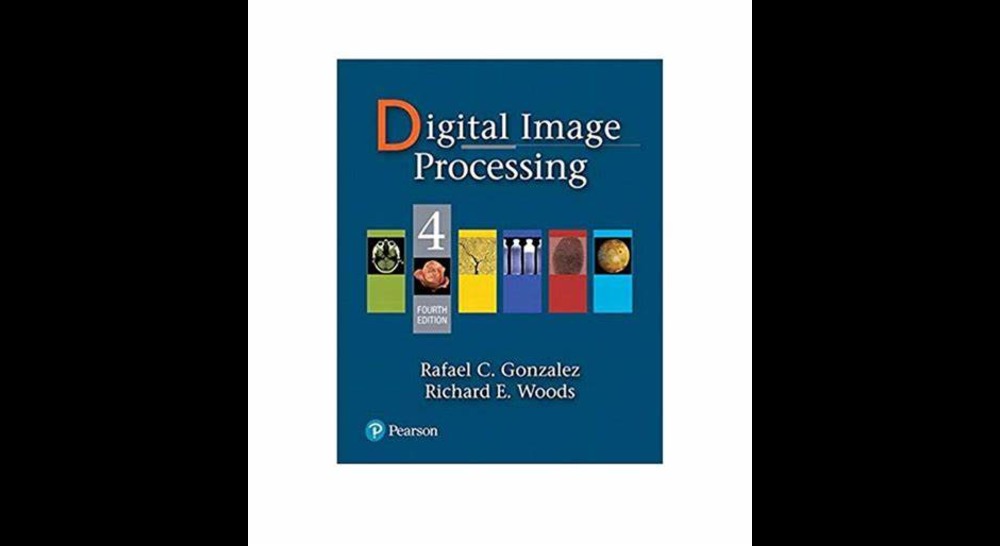 Digital Image
Processing
4
FOURTH
EDITION
Rafael C. Gonzalez
Richard E. Woods
Pearson